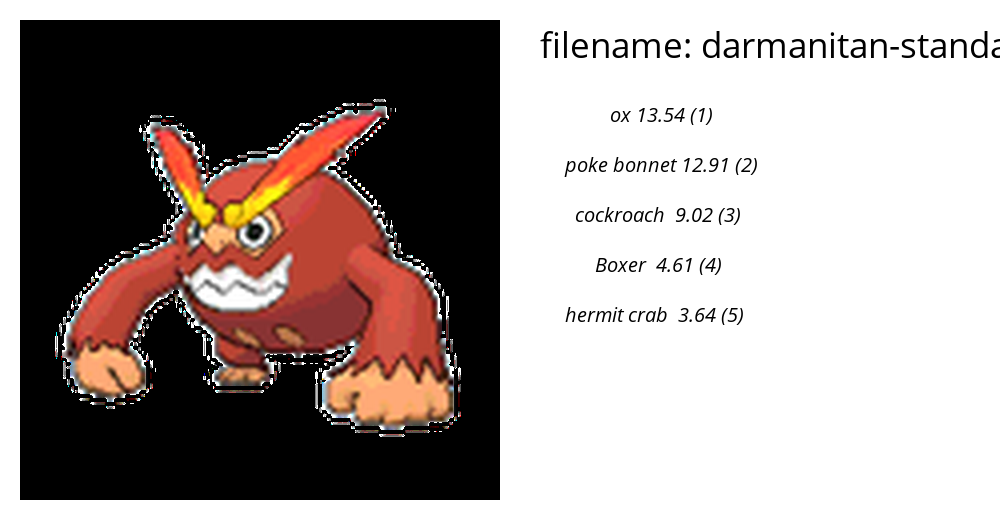 filename: darmanitan-standa
ox 13.54 (1)
poke bonnet 12.91 (2)
cockroach 9.02 (3)
Boxer 4.61 (4)
hermit crab 3.64 (5)